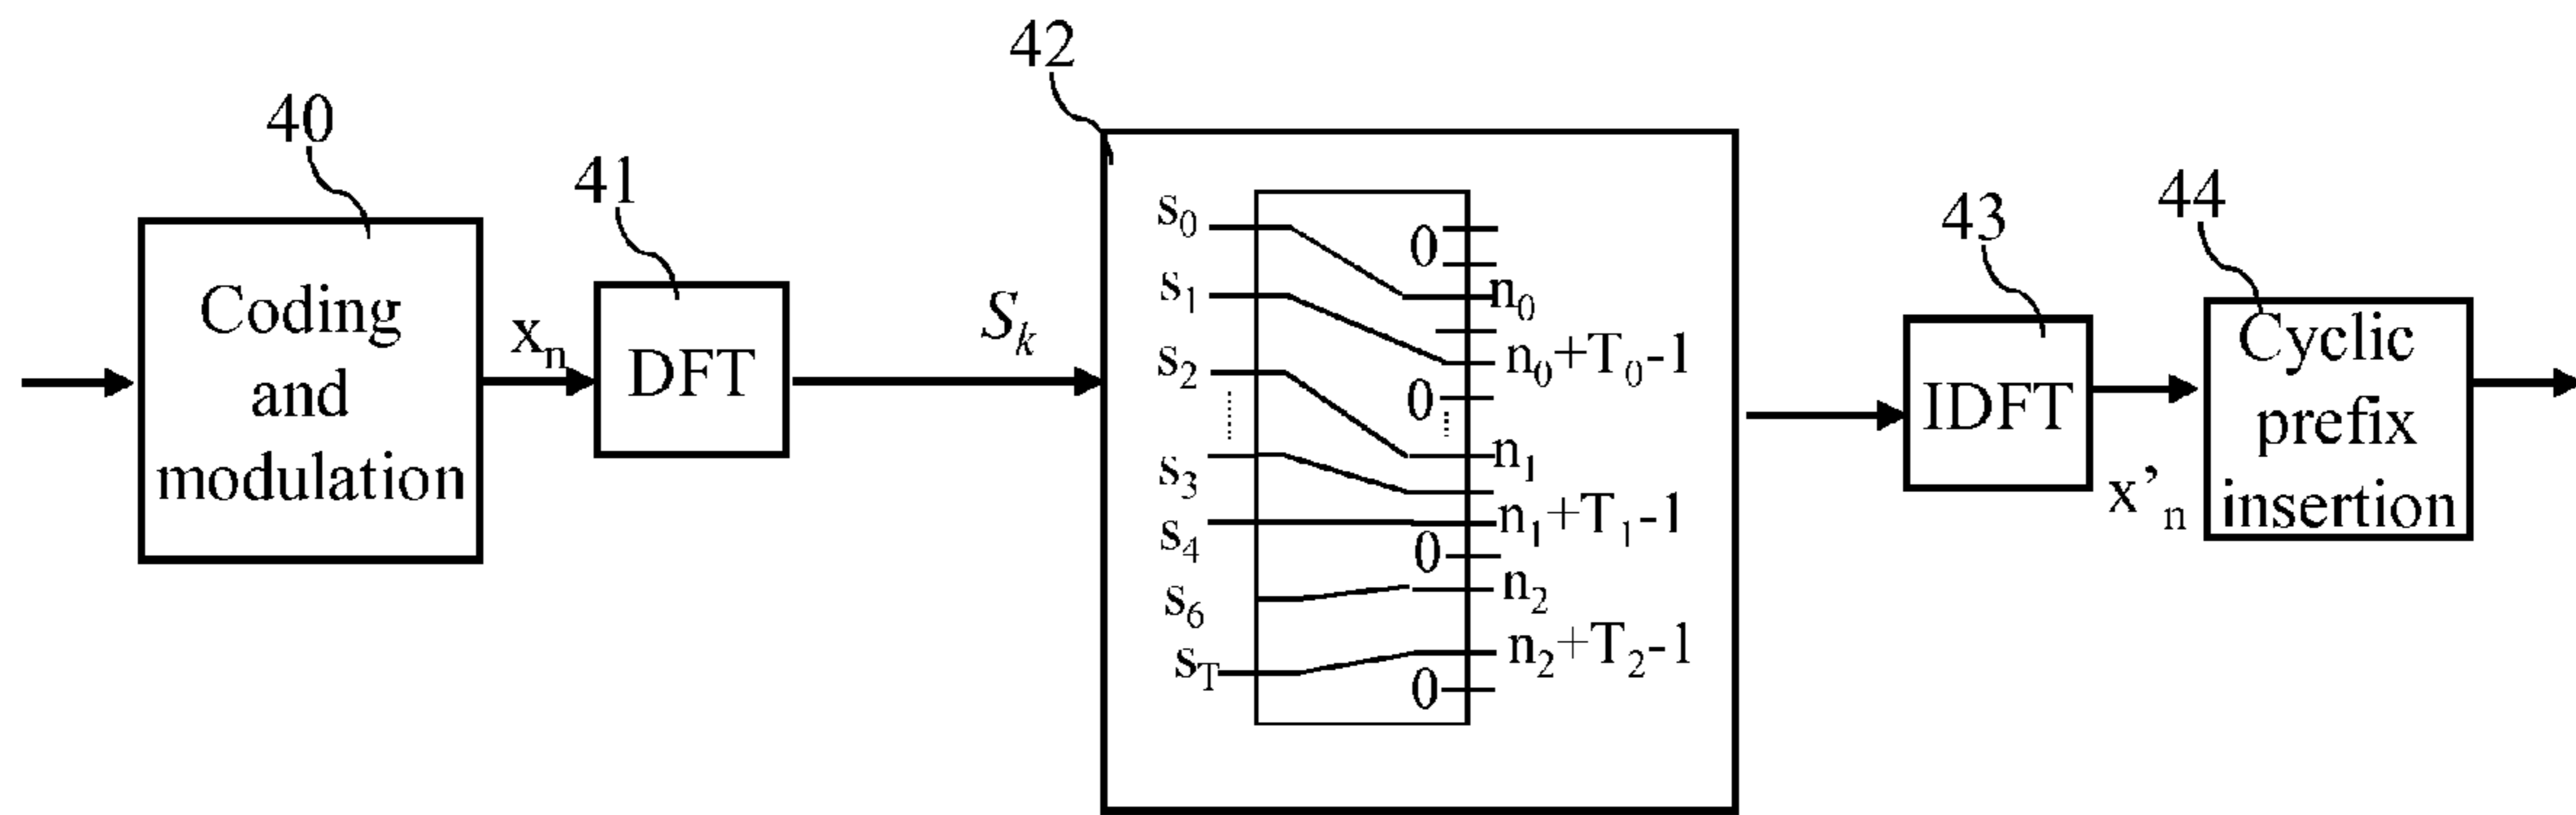 40
Coding
and
modulation
xₙ
41
DFT
Sₖ
42
s₀
s₁
s₂
s₃
s₄
s₆
s_T
0
n₀
n₀+T₀-1
0
n₁
n₁+T₁-1
0
n₂
n₂+T₂-1
0
43
IDFT
x'ₙ
44
Cyclic
prefix
insertion